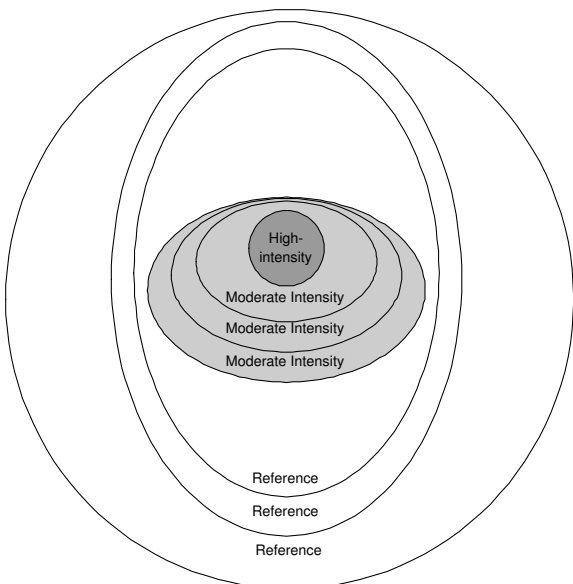 High-
intensity
Moderate Intensity
Moderate Intensity
Moderate Intensity
Reference
Reference
Reference